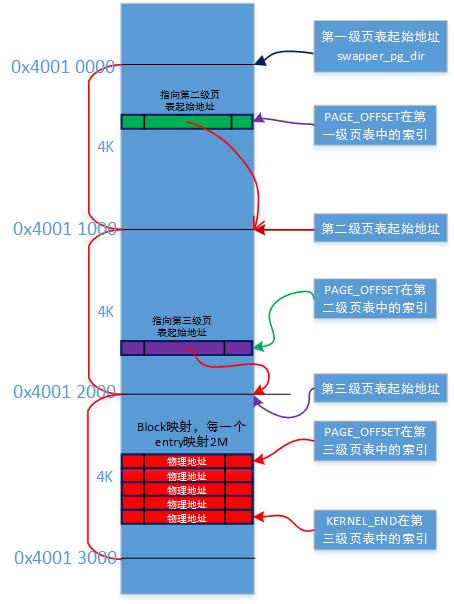 第一级页表起始地址
swapper_pg_dir
0x4001 0000
指向第二级页
表起始地址
PAGE_OFFSET在第
一级页表中的索引
4K
0x4001 1000
第二级页表起始地址
PAGE_OFFSET在第
二级页表中的索引
4K
指向第三级页
表起始地址
0x4001 2000
第三级页表起始地址
Block映射，每一个
entry映射2M
PAGE_OFFSET在第
三级页表中的索引
物理地址
物理地址
4K
物理地址
物理地址
物理地址
KERNEL_END在第
三级页表中的索引
0x4001 3000